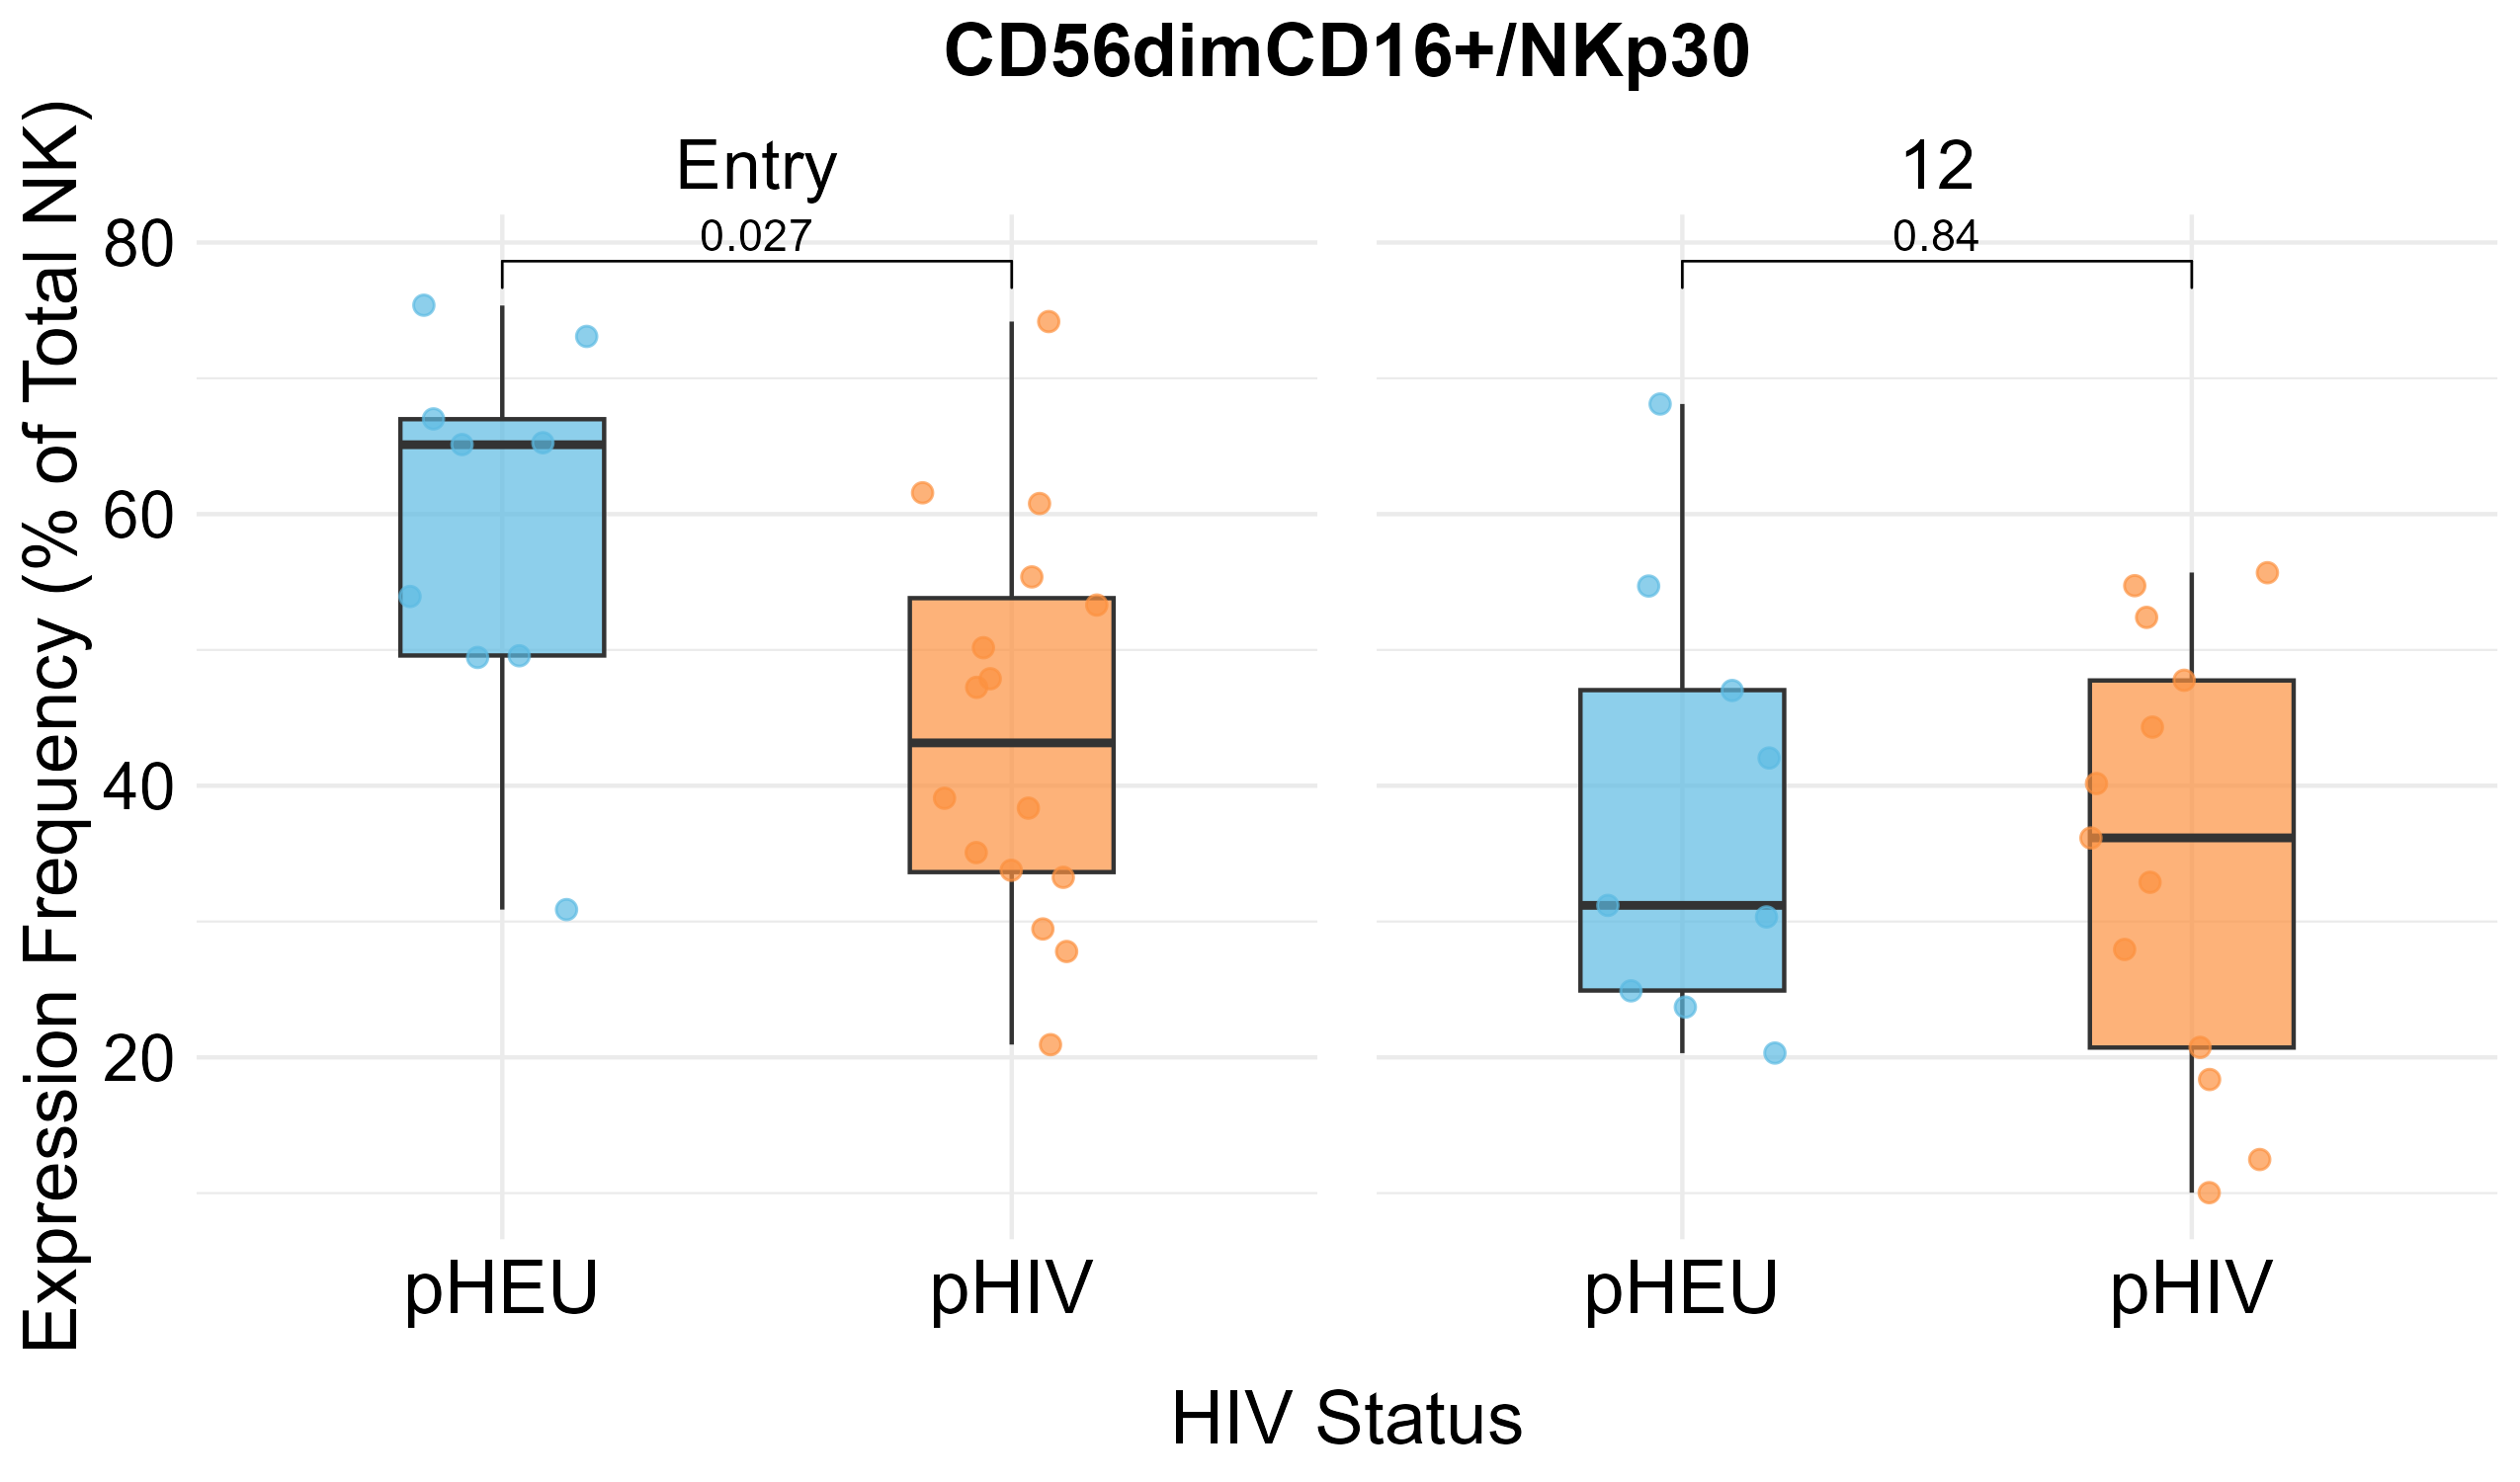 CD56dimCD16+/NKp30
Entry
12
0.027
0.84
Expression Frequency (% of Total NK)
80
60
40
20
pHEU
pHIV
pHEU
pHIV
HIV Status